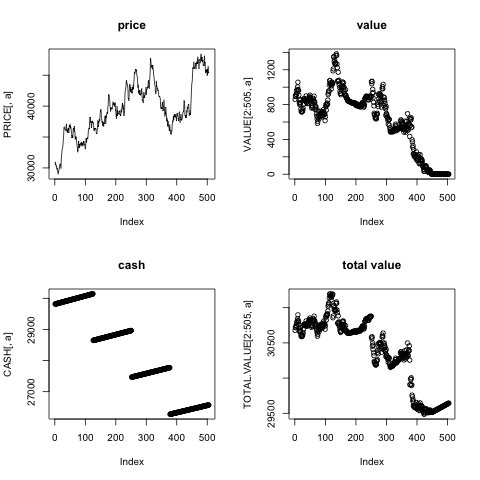 price
PRICE[, a]
30000 40000
0 100 200 300 400 500
Index
value
VALUE[2:505, a]
0 400 800 1200
0 100 200 300 400 500
Index
cash
CASH[, a]
27000 29000
0 100 200 300 400 500
Index
total value
TOTAL.VALUE[2:505, a]
29500 30500
0 100 200 300 400 500
Index